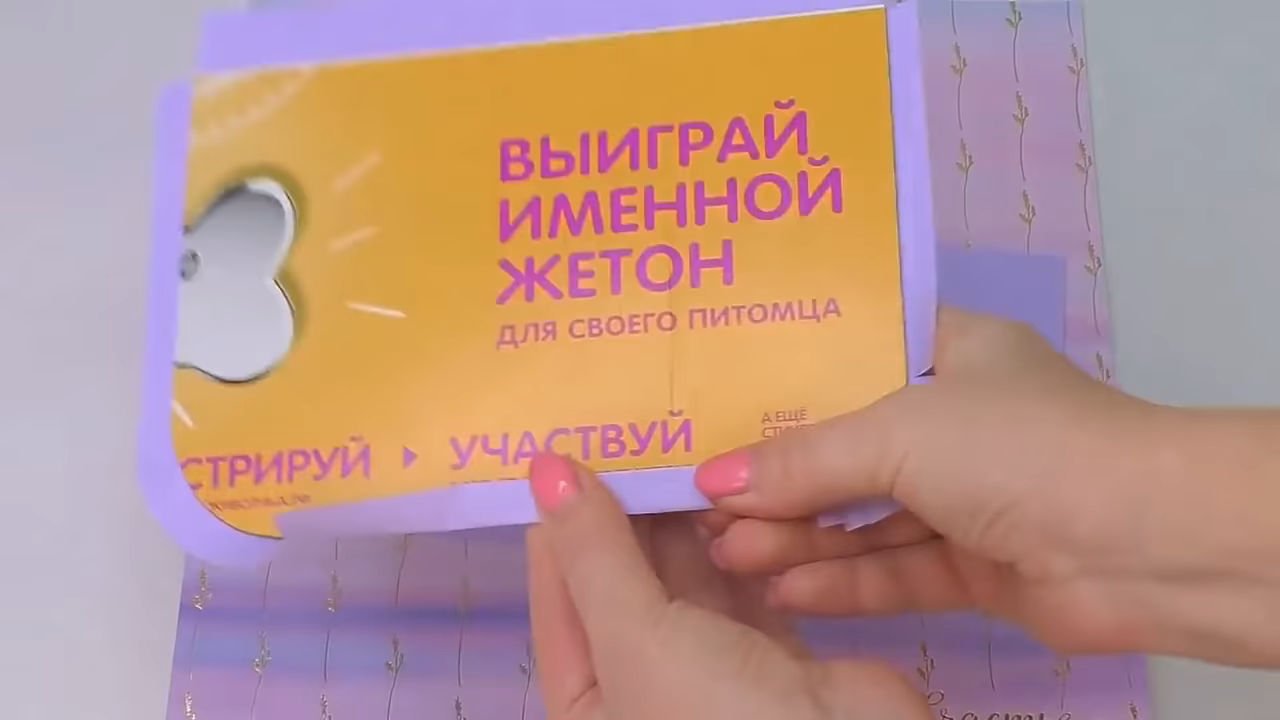 ВЫИГРАЙ
ИМЕННОЙ
ЖЕТОН
ДЛЯ СВОЕГО ПИТОМЦА
СТРИРУЙ ▸ УЧАСТВУЙ
А ЕЩЁ